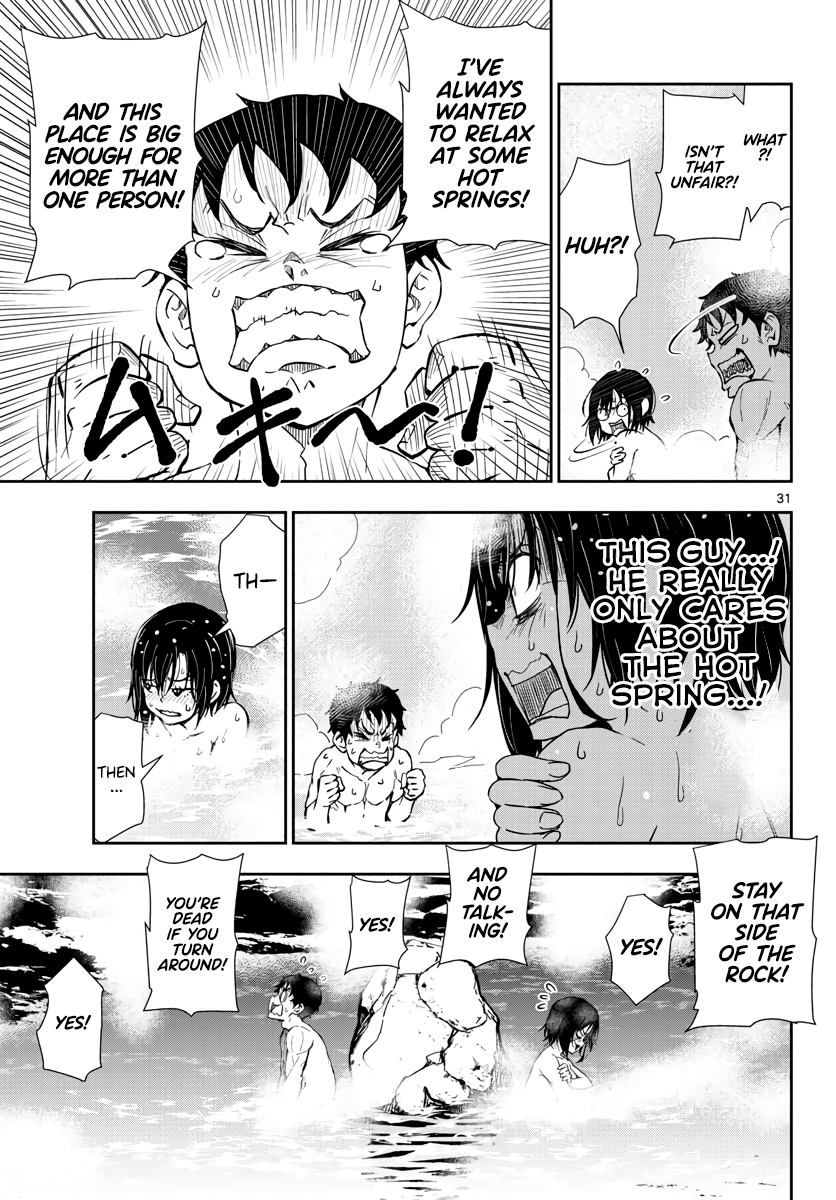 WHAT
?!
ISN'T
THAT
UNFAIR?!
HUH?!
I'VE
ALWAYS
WANTED
TO RELAX
AT SOME
HOT
SPRINGS!
AND THIS
PLACE IS BIG
ENOUGH FOR
MORE THAN
ONE PERSON!
ムキ〜!
31
THIS GUY...!
HE REALLY
ONLY CARES
ABOUT
THE HOT
SPRING...!
TH—
THEN
...
STAY
ON THAT
SIDE
OF THE
ROCK!
YES!
AND
NO
TALK-
ING!
YES!
YOU'RE
DEAD
IF YOU
TURN
AROUND!
YES!